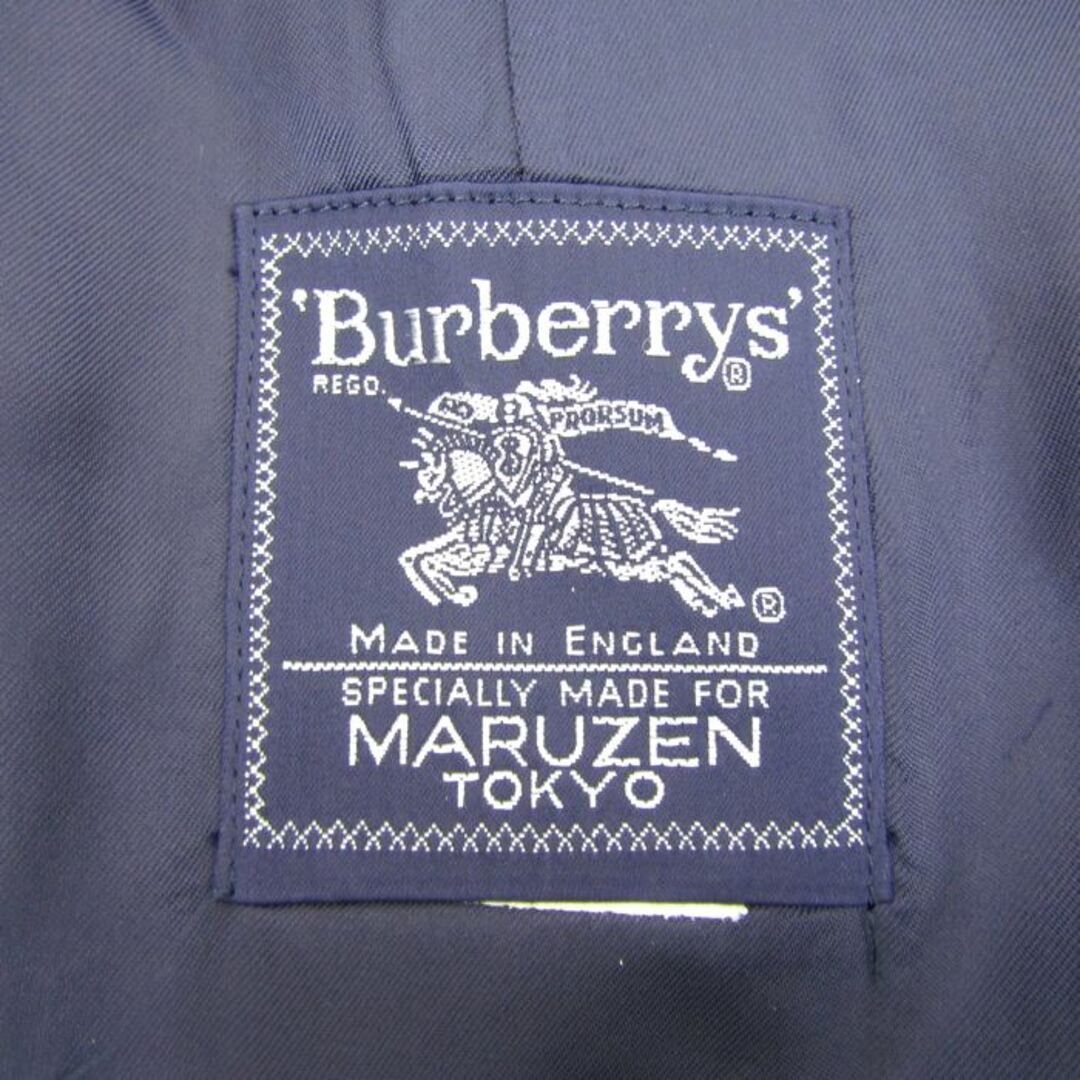 'Burberrys'®
REGD.
PRORSUM
®
MADE IN ENGLAND
SPECIALLY MADE FOR
MARUZEN
TOKYO